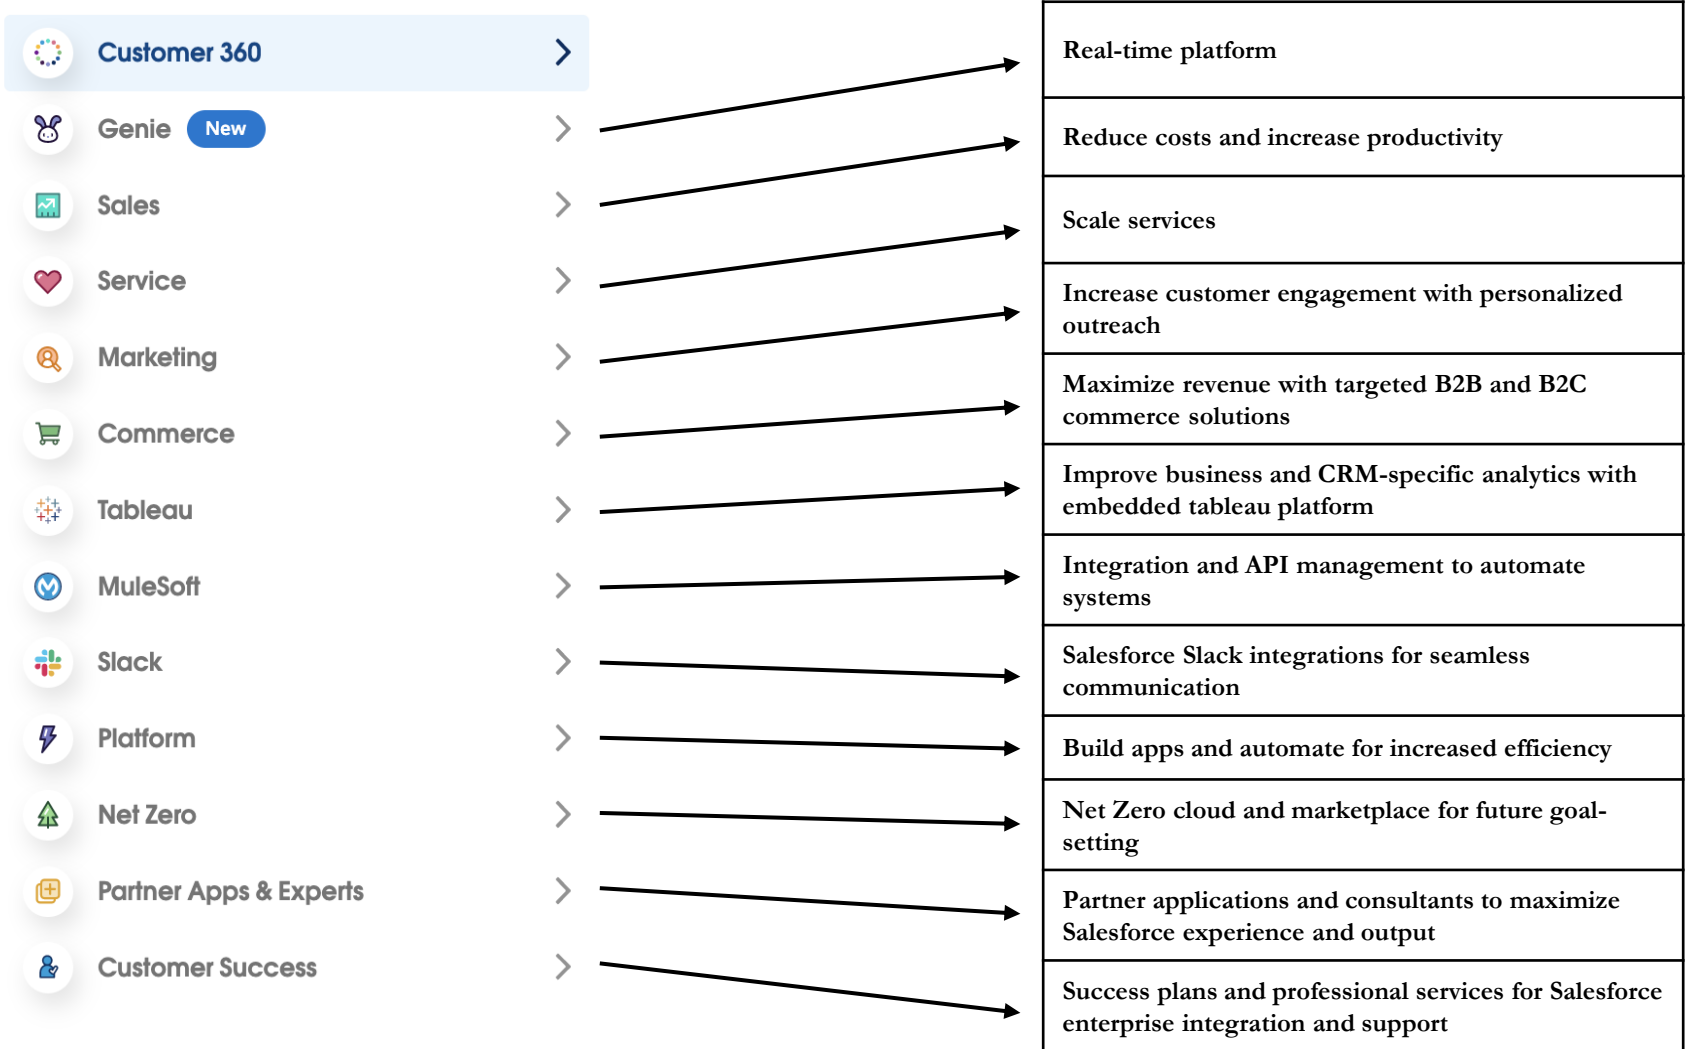 Customer 360
Genie New
Sales
Service
Marketing
Commerce
Tableau
MuleSoft
Slack
Platform
Net Zero
Partner Apps & Experts
Customer Success
Real-time platform
Reduce costs and increase productivity
Scale services
Increase customer engagement with personalized
outreach
Maximize revenue with targeted B2B and B2C
commerce solutions
Improve business and CRM-specific analytics with
embedded tableau platform
Integration and API management to automate
systems
Salesforce Slack integrations for seamless
communication
Build apps and automate for increased efficiency
Net Zero cloud and marketplace for future goal-
setting
Partner applications and consultants to maximize
Salesforce experience and output
Success plans and professional services for Salesforce
enterprise integration and support